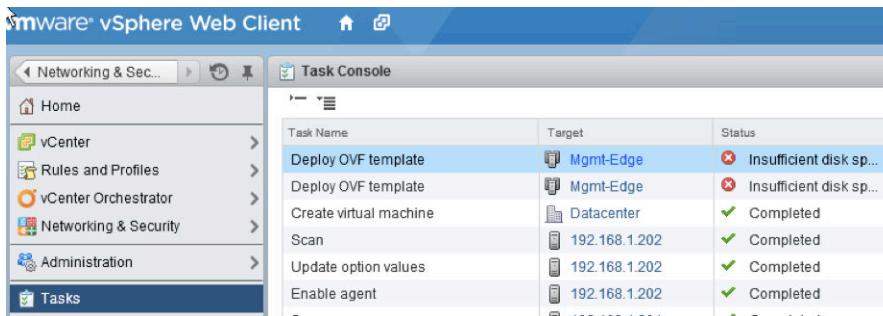 vmware® vSphere Web Client
Networking & Sec...
Task Console
Home
vCenter
Rules and Profiles
vCenter Orchestrator
Networking & Security
Administration
Tasks
Task Name Target Status
Deploy OVF template Mgmt-Edge Insufficient disk sp...
Deploy OVF template Mgmt-Edge Insufficient disk sp...
Create virtual machine Datacenter Completed
Scan 192.168.1.202 Completed
Update option values 192.168.1.202 Completed
Enable agent 192.168.1.202 Completed